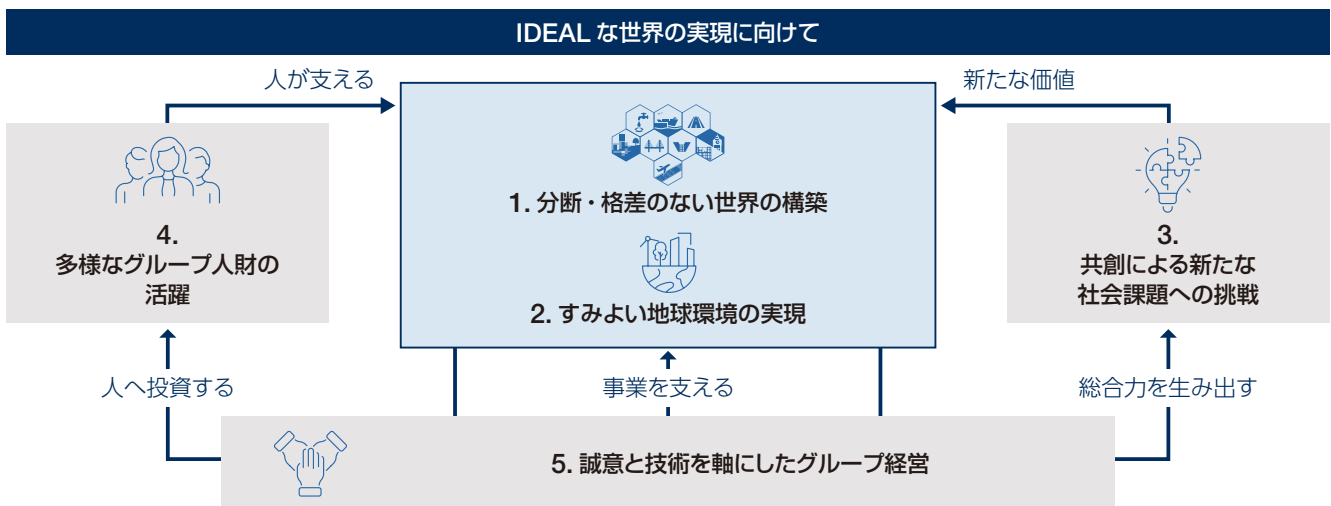 IDEAL な世界の実現に向けて
人が支える
新たな価値
1. 分断・格差のない世界の構築
2. すみよい地球環境の実現
4.
多様なグループ人財の
活躍
3.
共創による新たな
社会課題への挑戦
人へ投資する
事業を支える
総合力を生み出す
5. 誠意と技術を軸にしたグループ経営